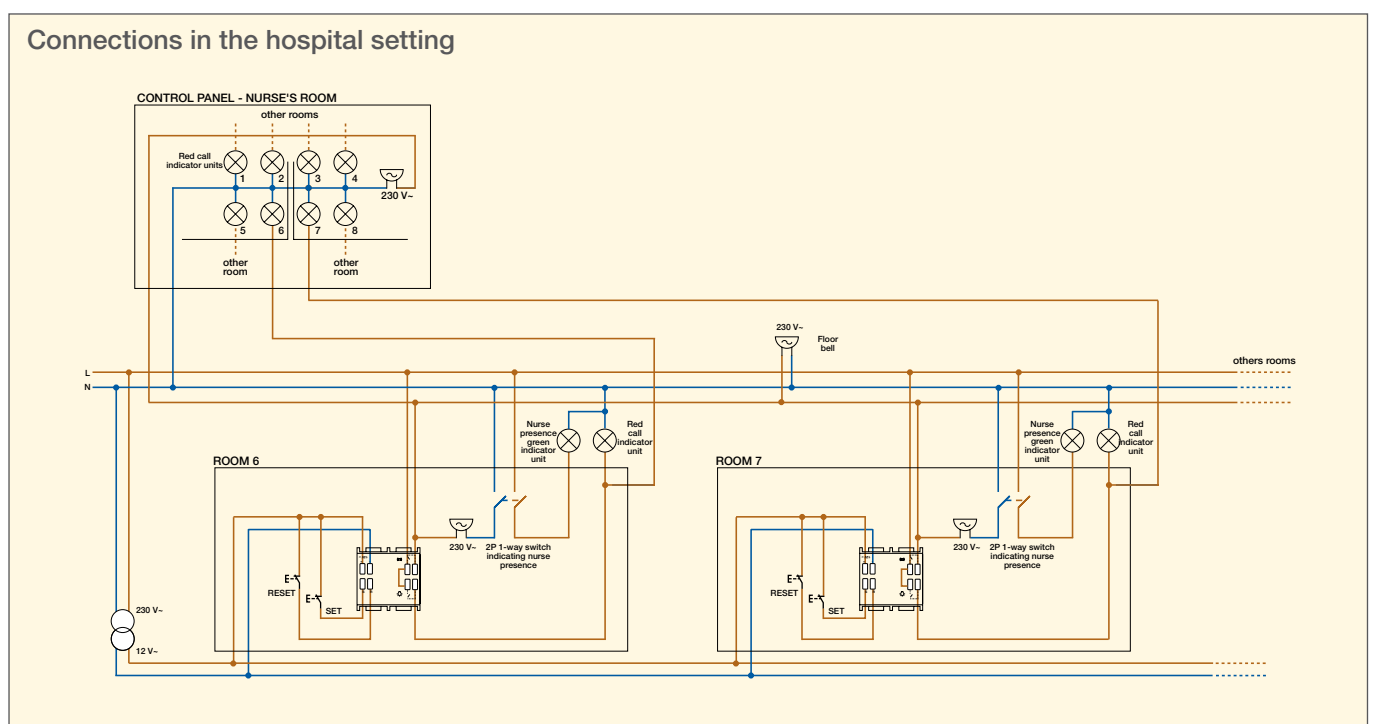 Connections in the hospital setting
CONTROL PANEL - NURSE'S ROOM
other rooms
Red call
indicator units
1
2
3
4
230 V~
5
6
7
8
other
room
other
room
230 V~
Floor
bell
others rooms
L
N
Nurse
presence
green
indicator
unit
Red
call
indicator
unit
Nurse
presence
green
indicator
unit
Red
call
indicator
unit
ROOM 6
ROOM 7
230 V~
2P 1-way switch
indicating nurse
presence
230 V~
2P 1-way switch
indicating nurse
presence
E
RESET
E
SET
E
RESET
E
SET
230 V~
12 V~